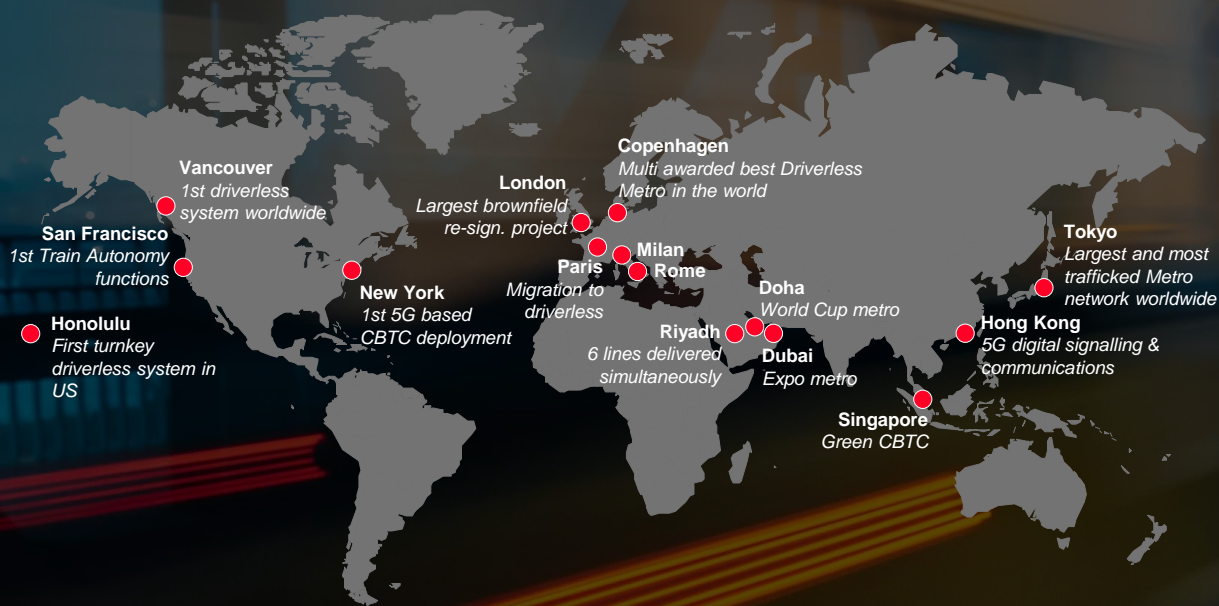 Vancouver
1st driverless
system worldwide
San Francisco
1st Train Autonomy
functions
Honolulu
First turnkey
driverless system in
US
New York
1st 5G based
CBTC deployment
London
Largest brownfield
re-sign. project
Copenhagen
Multi awarded best Driverless
Metro in the world
Paris
Migration to
driverless
Milan
Rome
Riyadh
6 lines delivered
simultaneously
Doha
World Cup metro
Dubai
Expo metro
Tokyo
Largest and most
trafficked Metro
network worldwide
Hong Kong
5G digital signalling &
communications
Singapore
Green CBTC